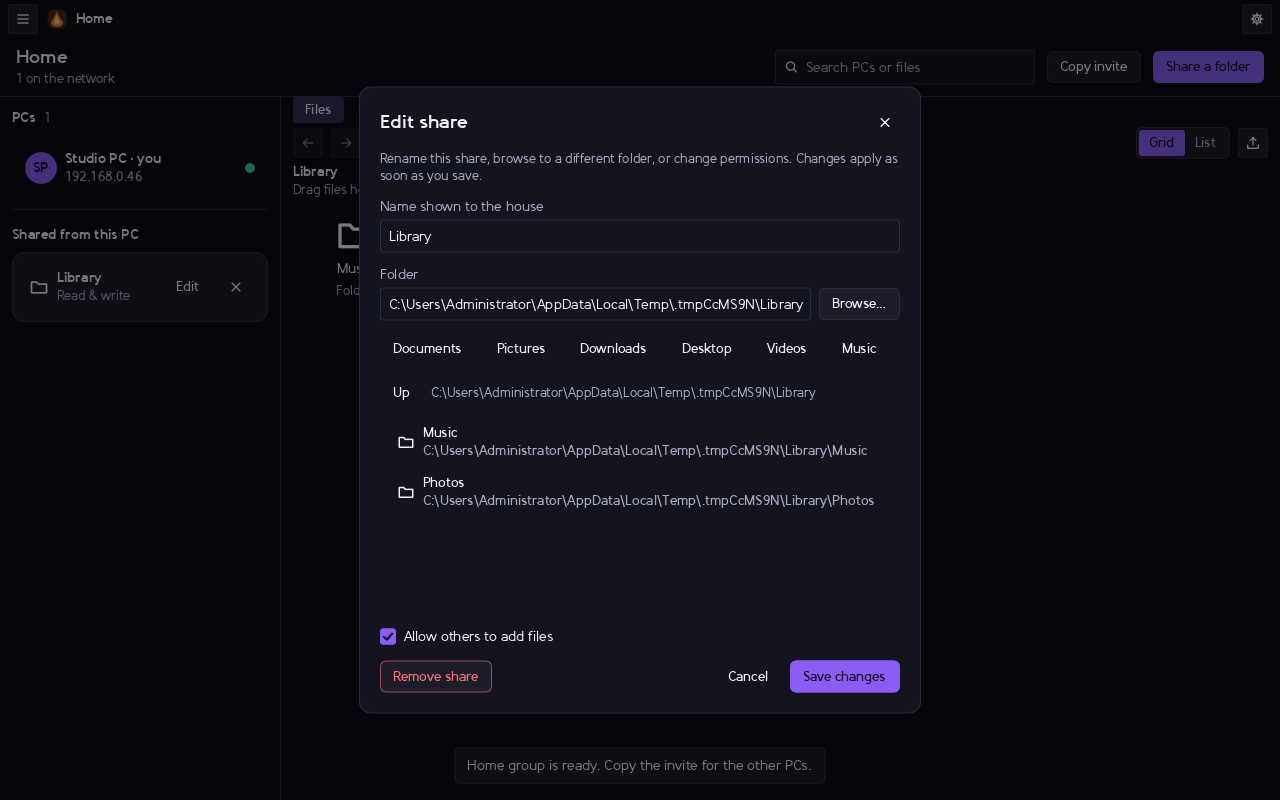 Home
Home
1 on the network
Search PCs or files
Copy invite
Share a folder
PCs 1
SP
Studio PC · you
192.168.0.46
Shared from this PC
Library
Read & write
Edit
Files
Grid
List
Library
Drag files
Edit share
Rename this share, browse to a different folder, or change permissions. Changes apply as
soon as you save.
Name shown to the house
Library
Folder
C:\Users\Administrator\AppData\Local\Temp\.tmpCcMS9N\Library
Browse...
Documents
Pictures
Downloads
Desktop
Videos
Music
Up
C:\Users\Administrator\AppData\Local\Temp\.tmpCcMS9N\Library
Music
C:\Users\Administrator\AppData\Local\Temp\.tmpCcMS9N\Library\Music
Photos
C:\Users\Administrator\AppData\Local\Temp\.tmpCcMS9N\Library\Photos
Allow others to add files
Remove share
Cancel
Save changes
Home group is ready. Copy the invite for the other PCs.